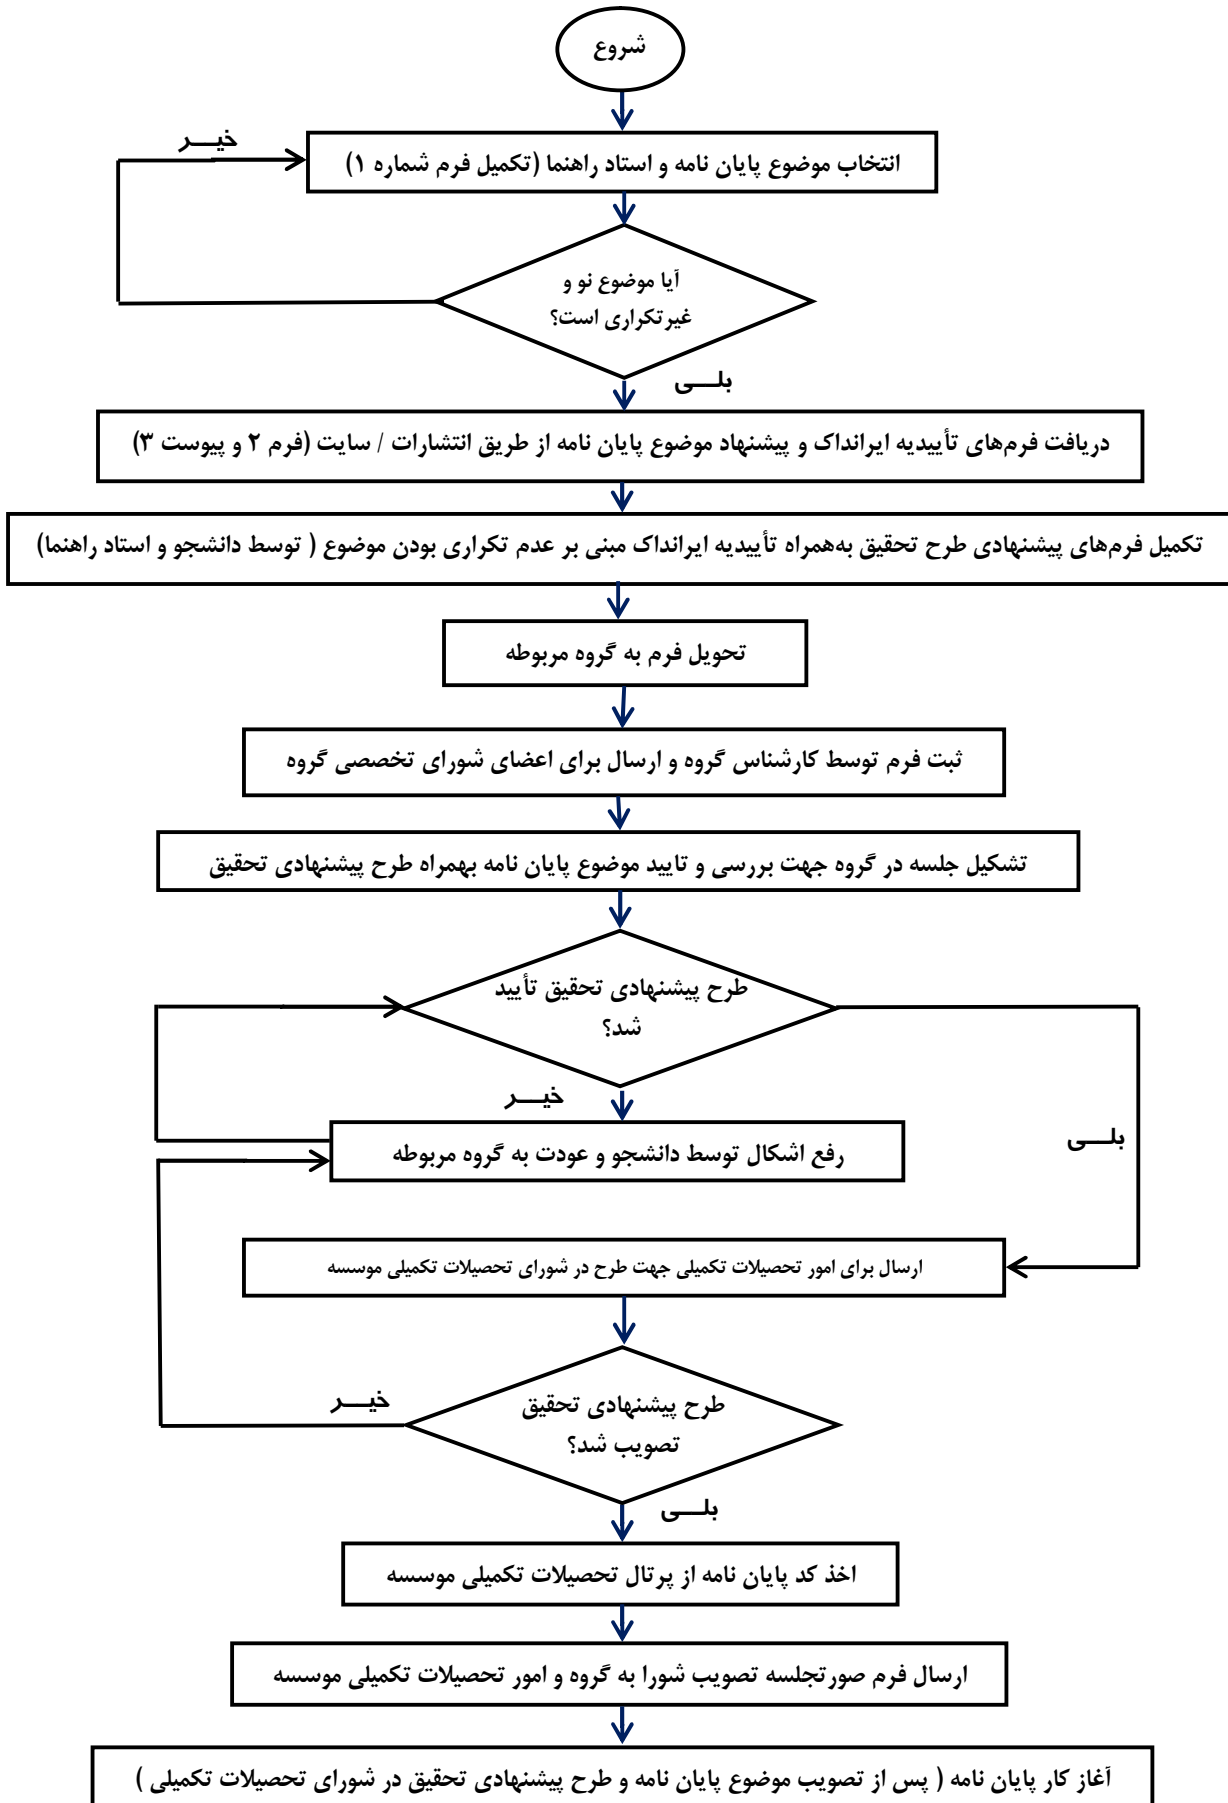 شروع
خیـــر
انتخاب موضوع پایان نامه و استاد راهنما (تکمیل فرم شماره ۱)
آیا موضوع نو و
غیرتکراری است؟
بلـــی
دریافت فرم‌های تأییدیه ایرانداک و پیشنهاد موضوع پایان نامه از طریق انتشارات / سایت (فرم ۲ و پیوست ۳)
تکمیل فرم‌های پیشنهادی طرح تحقیق به‌همراه تأییدیه ایرانداک مبنی بر عدم تکراری بودن موضوع ( توسط دانشجو و استاد راهنما)
تحویل فرم به گروه مربوطه
ثبت فرم توسط کارشناس گروه و ارسال برای اعضای شورای تخصصی گروه
تشکیل جلسه در گروه جهت بررسی و تایید موضوع پایان نامه بهمراه طرح پیشنهادی تحقیق
طرح پیشنهادی تحقیق تأیید
شد؟
خیـــر
بلـــی
رفع اشکال توسط دانشجو و عودت به گروه مربوطه
ارسال برای امور تحصیلات تکمیلی جهت طرح در شورای تحصیلات تکمیلی موسسه
خیـــر
طرح پیشنهادی تحقیق
تصویب شد؟
بلـــی
اخذ کد پایان نامه از پرتال تحصیلات تکمیلی موسسه
ارسال فرم صورتجلسه تصویب شورا به گروه و امور تحصیلات تکمیلی موسسه
آغاز کار پایان نامه ( پس از تصویب موضوع پایان نامه و طرح پیشنهادی تحقیق در شورای تحصیلات تکمیلی )